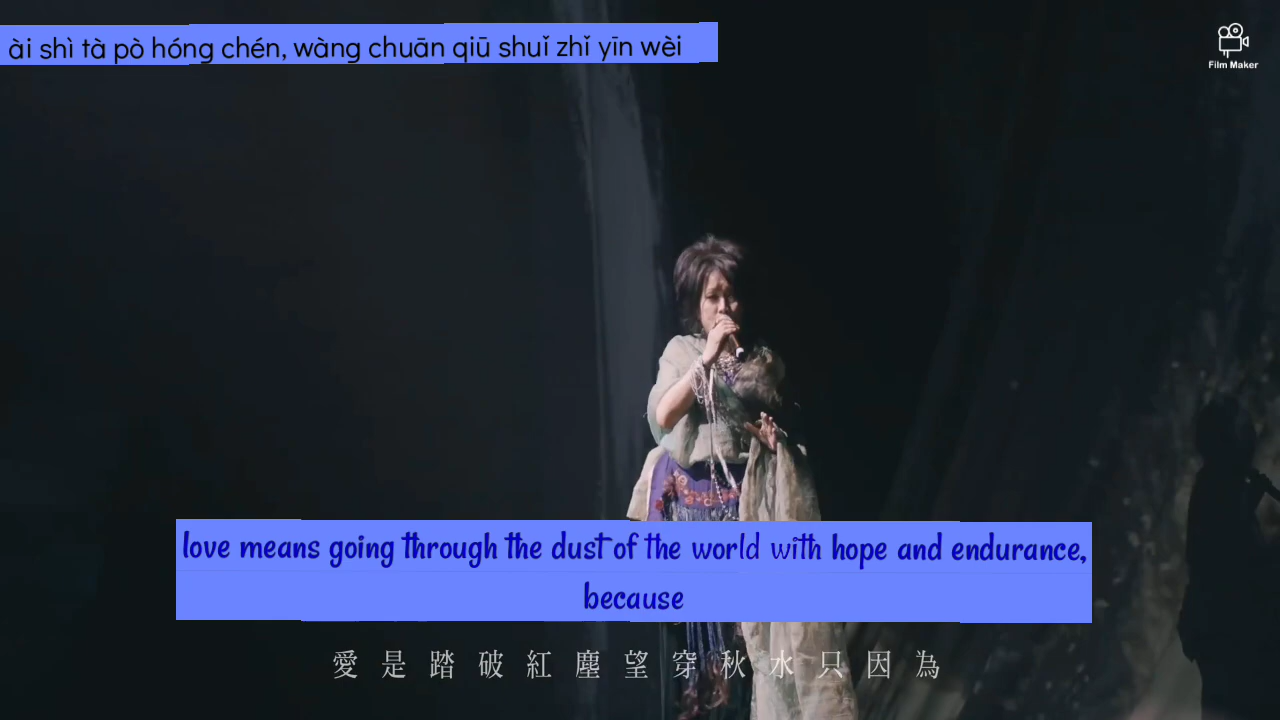 ài shì tà pò hóng chén, wàng chuān qiū shuǐ zhǐ yīn wèi
Film Maker
love means going through the dust of the world with hope and endurance,
because
愛是踏破紅塵望穿秋水只因為